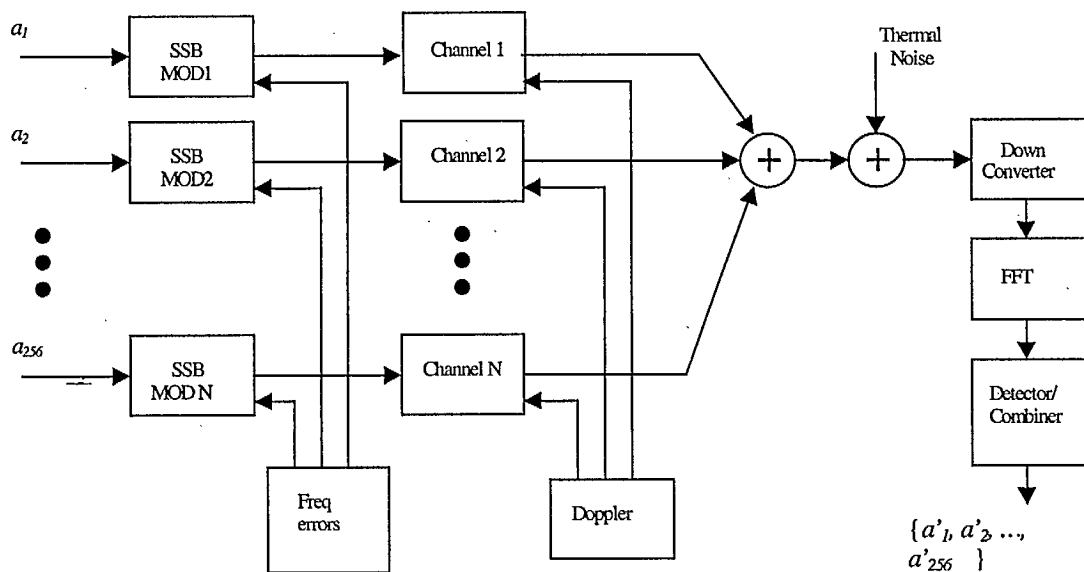 a1
SSB
MOD1
Channel 1
Thermal
Noise
a2
SSB
MOD2
Channel 2
+
+
Down
Converter
FFT
a256
SSB
MOD N
Channel N
Detector/
Combiner
Freq
errors
Doppler
{a'1, a'2, ...,
a'256 }